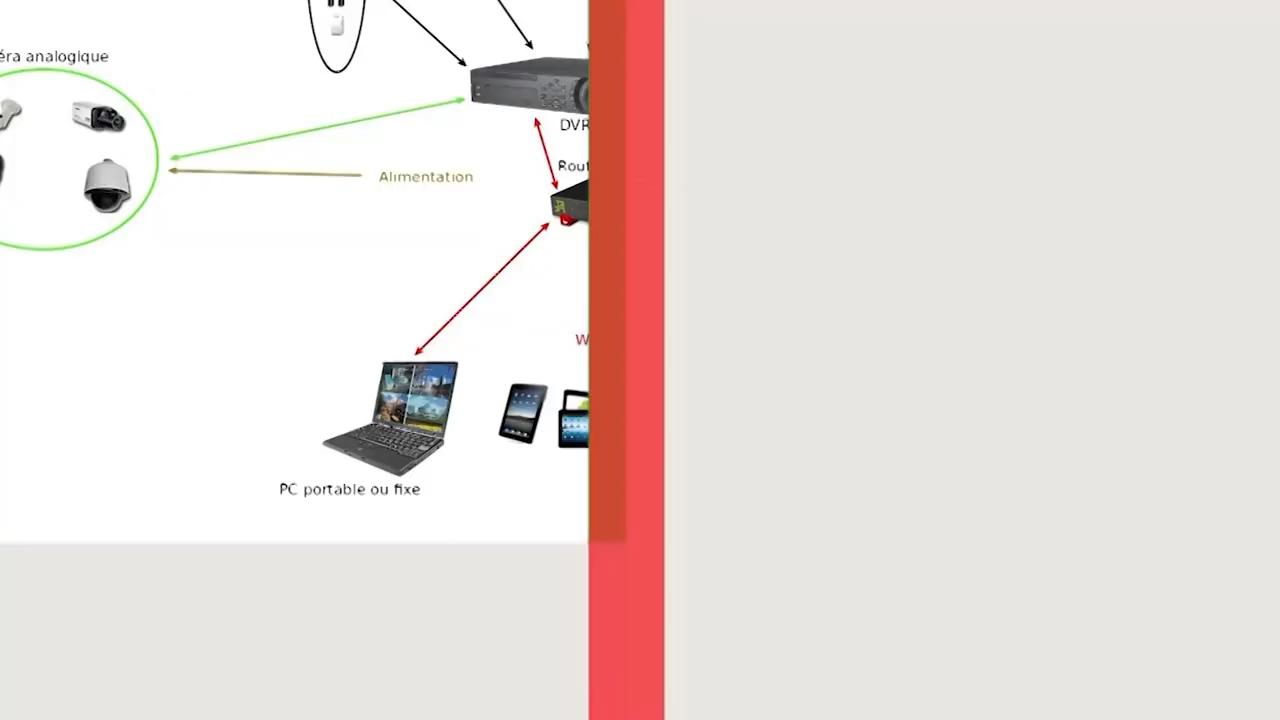 éra analogique
DVR
Rout
Alimentation
W
PC portable ou fixe